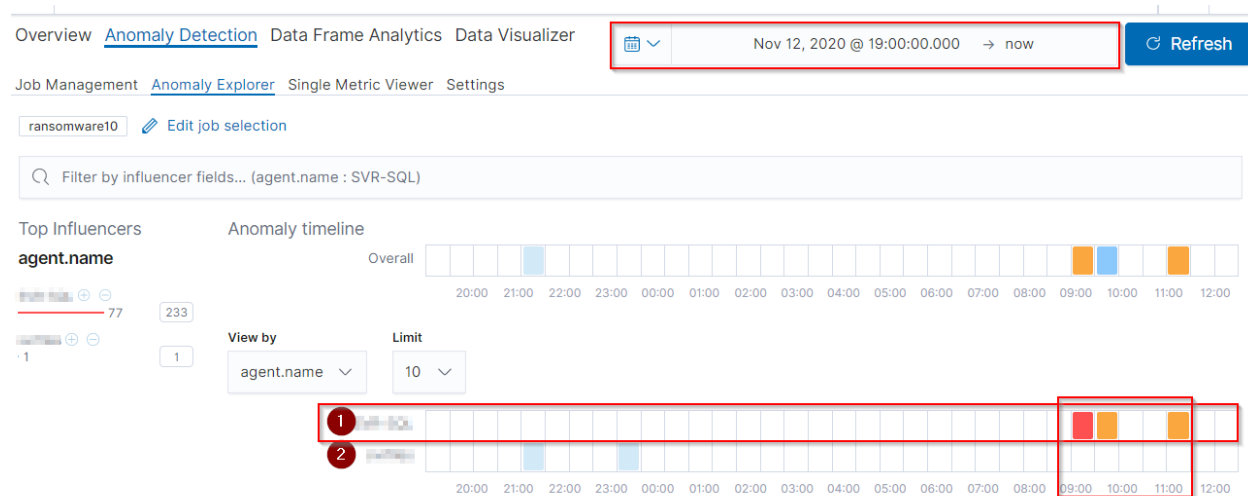 Overview Anomaly Detection Data Frame Analytics Data Visualizer
Nov 12, 2020 @ 19:00:00.000 → now
Refresh
Job Management Anomaly Explorer Single Metric Viewer Settings
ransomware10 Edit job selection
Filter by influencer fields... (agent.name : SVR-SQL)
Top Influencers
agent.name
77 233
1 1
Anomaly timeline
Overall
20:00 21:00 22:00 23:00 00:00 01:00 02:00 03:00 04:00 05:00 06:00 07:00 08:00 09:00 10:00 11:00 12:00
View by Limit
agent.name 10
1
2
20:00 21:00 22:00 23:00 00:00 01:00 02:00 03:00 04:00 05:00 06:00 07:00 08:00 09:00 10:00 11:00 12:00